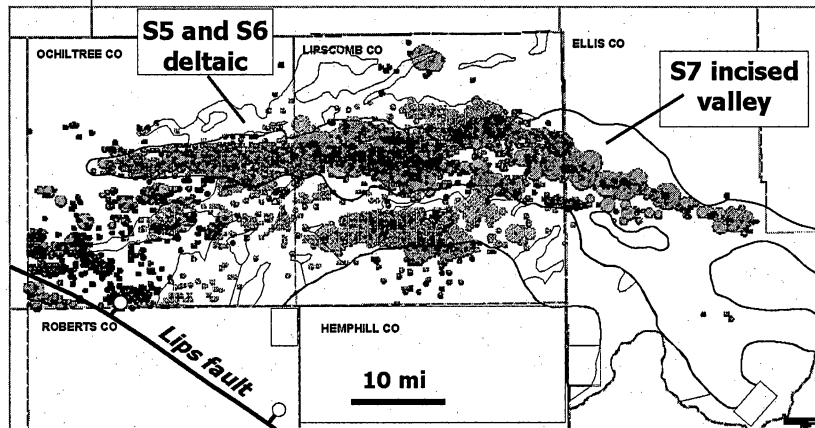 S5 and S6
deltaic
OCHILTREE CO
LIPSCOMB CO
ELLIS CO
S7 incised
valley
ROBERTS CO
HEMPHILL CO
Lips fault
10 mi